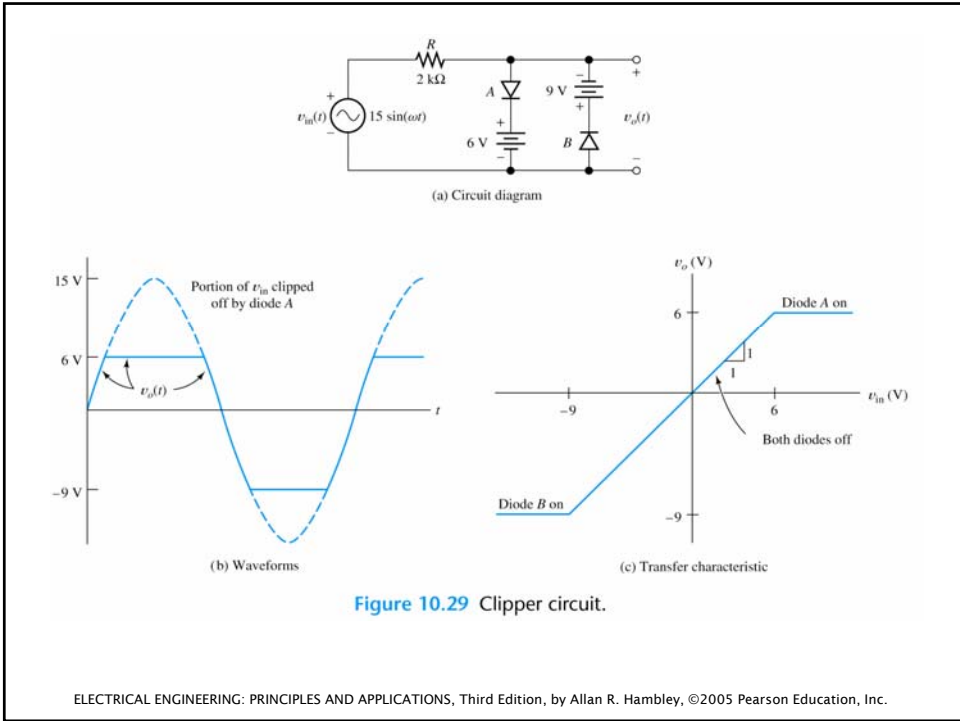 R
2 kΩ
A
9 V
−
+
+
v_in(t)
+
−
15 sin(ωt)
+
6 V
−
B
v_o(t)
−
(a) Circuit diagram
15 V
Portion of v_in clipped
off by diode A
6 V
v_o(t)
t
−9 V
(b) Waveforms
v_o (V)
Diode A on
6
1
1
−9
6
v_in (V)
Both diodes off
Diode B on
−9
(c) Transfer characteristic
Figure 10.29 Clipper circuit.
ELECTRICAL ENGINEERING: PRINCIPLES AND APPLICATIONS, Third Edition, by Allan R. Hambley, ©2005 Pearson Education, Inc.